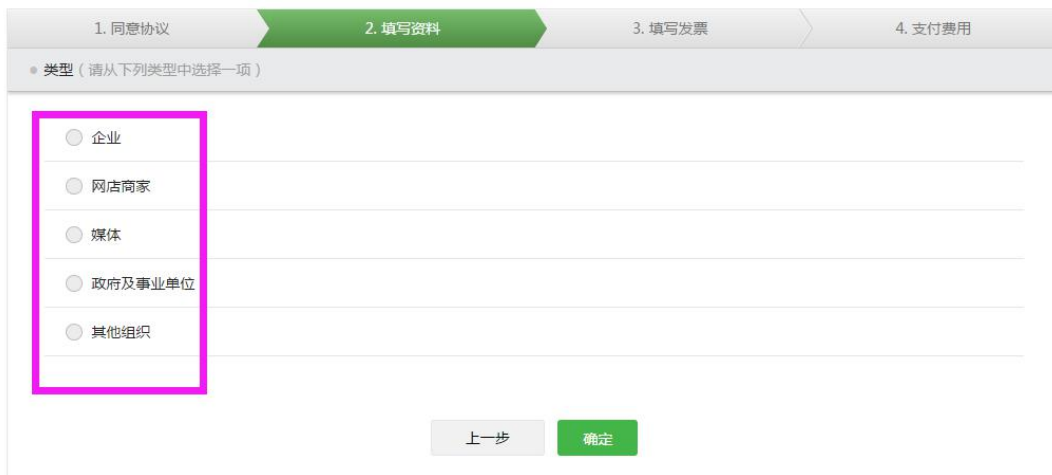 1. 同意协议 2. 填写资料 3. 填写发票 4. 支付费用
类型 ( 请从下列类型中选择一项 )
企业
网店商家
媒体
政府及事业单位
其他组织
上一步 确定